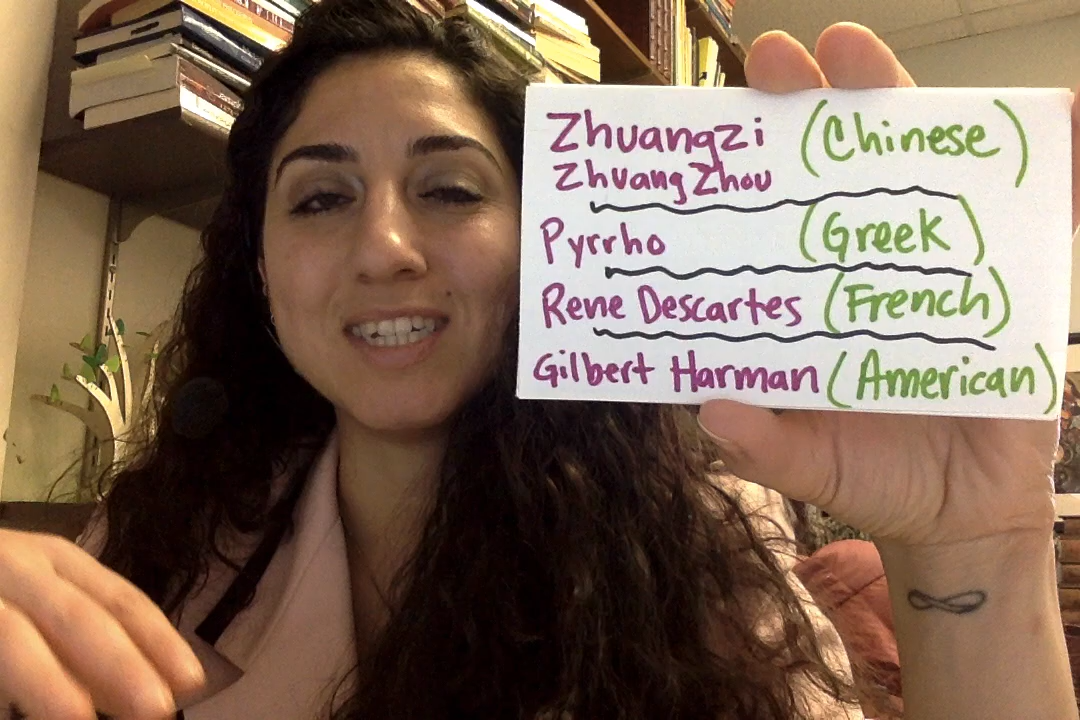 Zhuangzi (Chinese)
Zhuang Zhou
Pyrrho (Greek)
Rene Descartes (French)
Gilbert Harman (American)